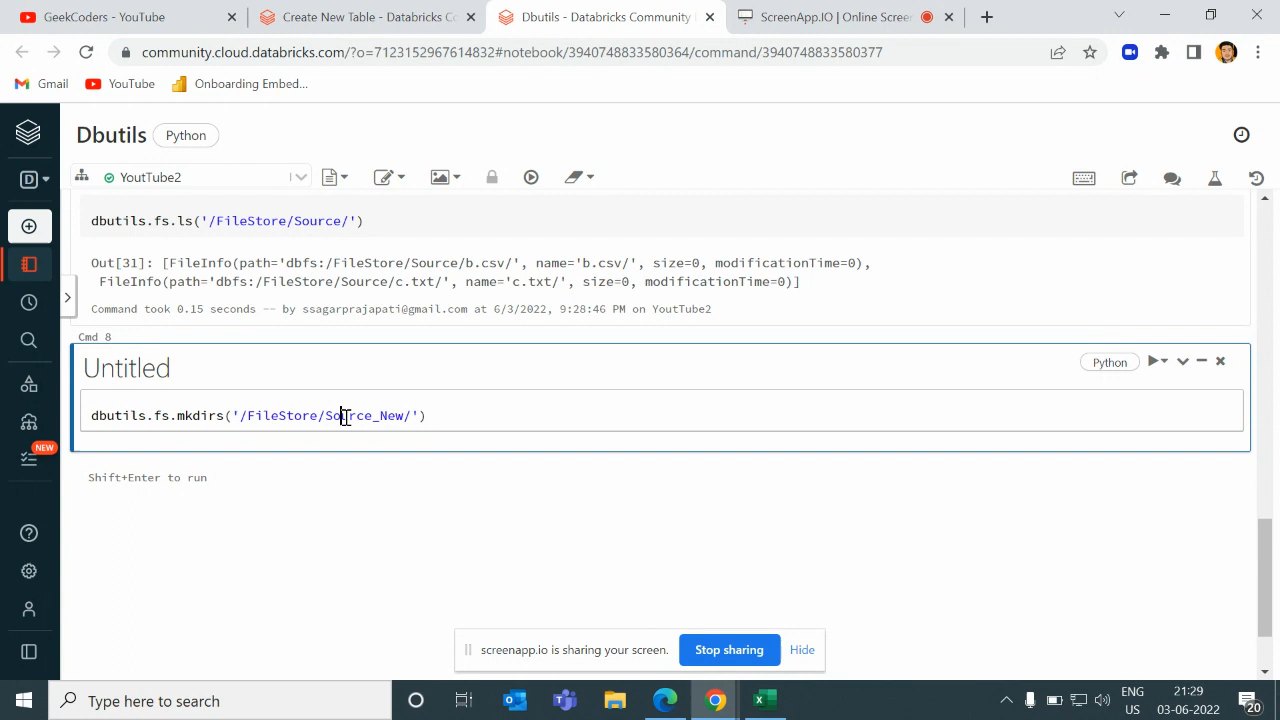 GeekCoders - YouTube
Create New Table - Databricks Co
Dbutils - Databricks Community
ScreenApp.IO | Online Screen
community.cloud.databricks.com/?o=7123152967614832#notebook/3940748833580364/command/3940748833580377
Gmail
YouTube
Onboarding Embed...
Dbutils
Python
D
YoutTube2
dbutils.fs.ls('/FileStore/Source/')
Out[31]: [FileInfo(path='dbfs:/FileStore/Source/b.csv/', name='b.csv/', size=0, modificationTime=0),
FileInfo(path='dbfs:/FileStore/Source/c.txt/', name='c.txt/', size=0, modificationTime=0)]
Command took 0.15 seconds -- by ssagarprajapati@gmail.com at 6/3/2022, 9:28:46 PM on YoutTube2
Cmd 8
Untitled
Python
dbutils.fs.mkdirs('/FileStore/Source_New/')
Shift+Enter to run
NEW
screenapp.io is sharing your screen.
Stop sharing
Hide
Type here to search
ENG
US
21:29
03-06-2022
20